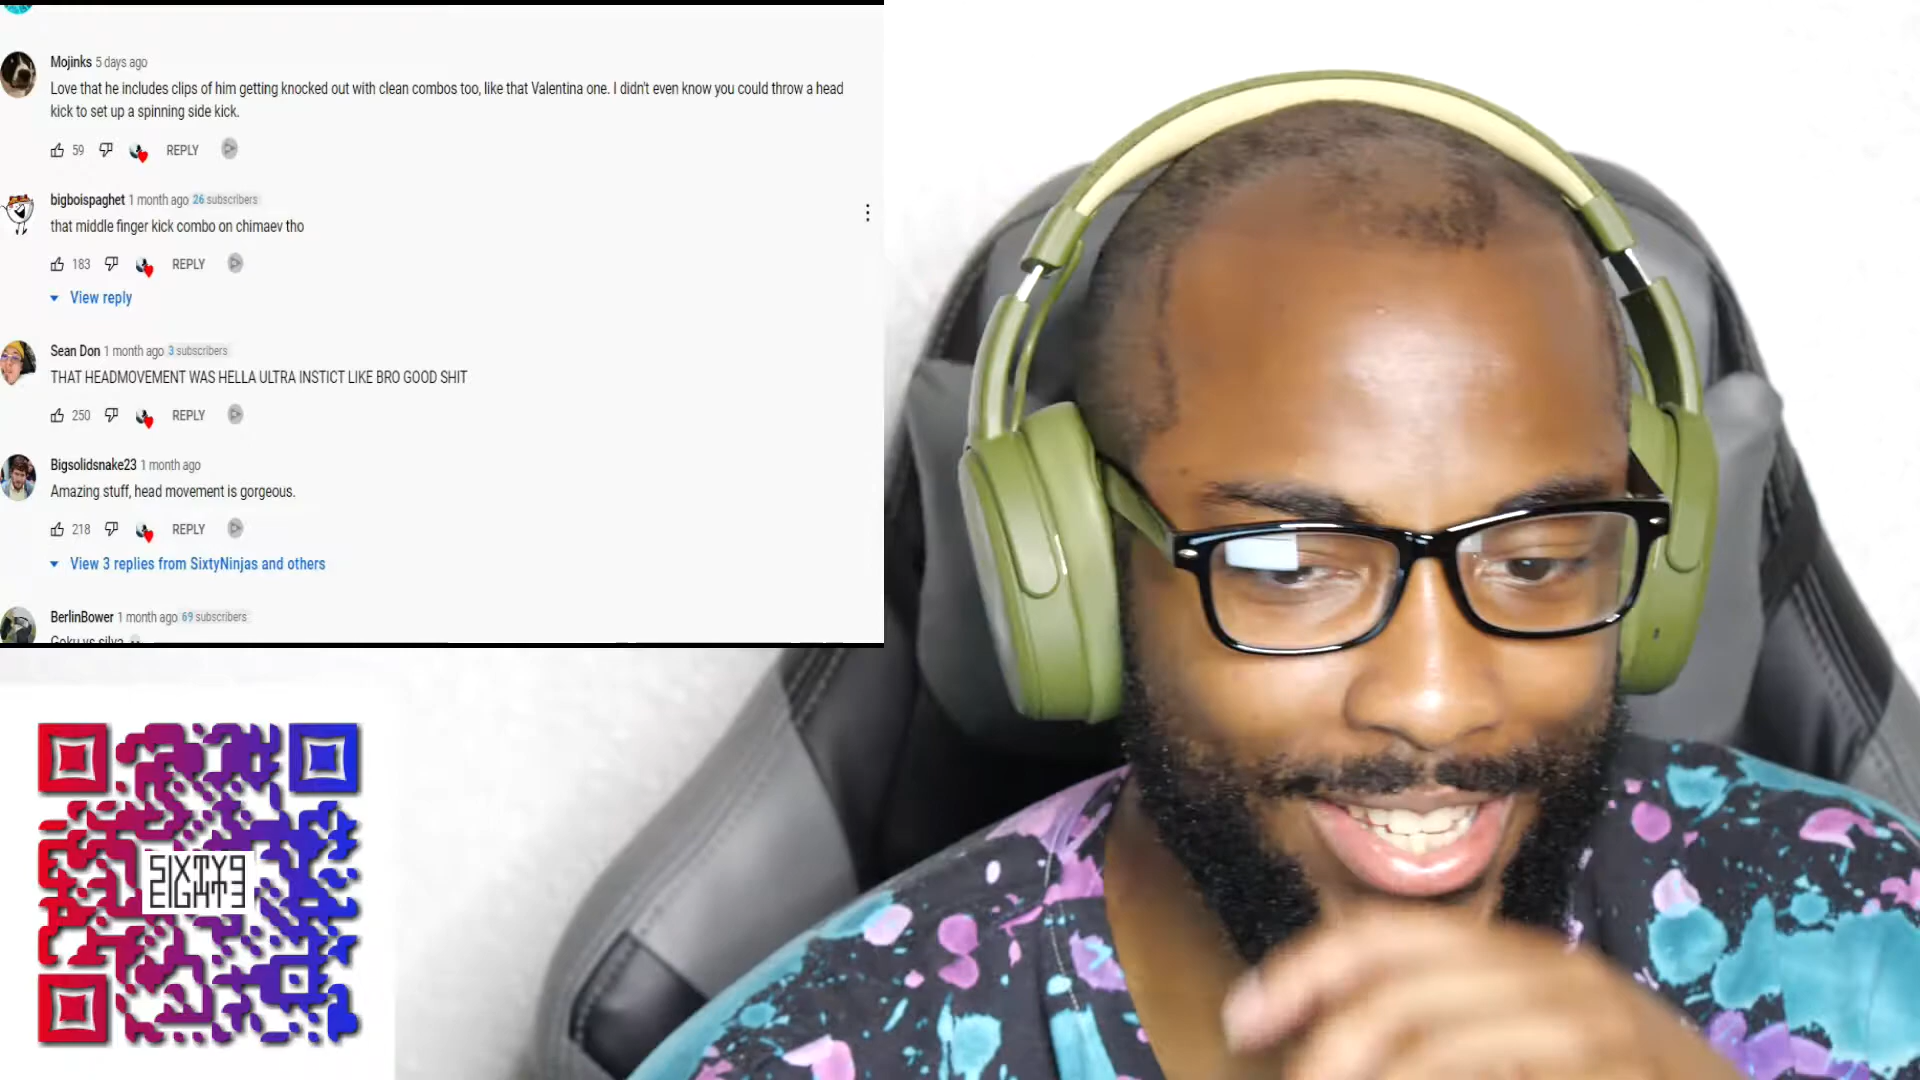 Mojinks 5 days ago
Love that he includes clips of him getting knocked out with clean combos too, like that Valentina one. I didn't even know you could throw a head
kick to set up a spinning side kick.
59 REPLY
bigboispaghet 1 month ago 26 subscribers
that middle finger kick combo on chimaev tho
183 REPLY
View reply
Sean Don 1 month ago 3 subscribers
THAT HEADMOVEMENT WAS HELLA ULTRA INSTICT LIKE BRO GOOD SHIT
250 REPLY
Bigsolidsnake23 1 month ago
Amazing stuff, head movement is gorgeous.
218 REPLY
View 3 replies from SixtyNinjas and others
BerlinBower 1 month ago 69 subscribers
Goku vs silva
SIXTY9
EIGHT3